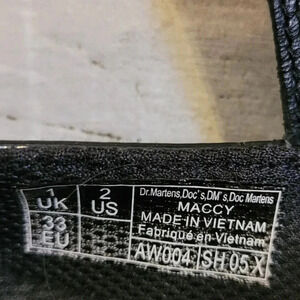 1 UK
2 US
33 EU
Dr.Martens,Doc's,DM's,Doc Martens
MACCY
MADE IN VIETNAM
Fabriqué en Vietnam
AW004 SH 05-X